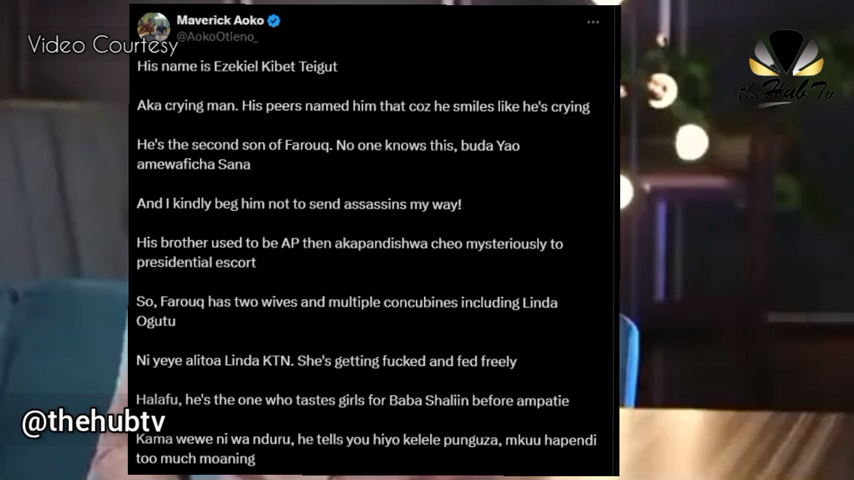 Maverick Aoko
@AokoOtieno_
Video Courtesy
theHub Tv
His name is Ezekiel Kibet Teigut
Aka crying man. His peers named him that coz he smiles like he's crying
He's the second son of Farouq. No one knows this, buda Yao
amewaficha Sana
And I kindly beg him not to send assassins my way!
His brother used to be AP then akapandishwa cheo mysteriously to
presidential escort
So, Farouq has two wives and multiple concubines including Linda
Ogutu
Ni yeye alitoa Linda KTN. She's getting fucked and fed freely
Halafu, he's the one who tastes girls for Baba Shaliin before ampatie
@thehubtv
Kama wewe ni wa nduru, he tells you hiyo kelele punguza, mkuu hapendi
too much moaning